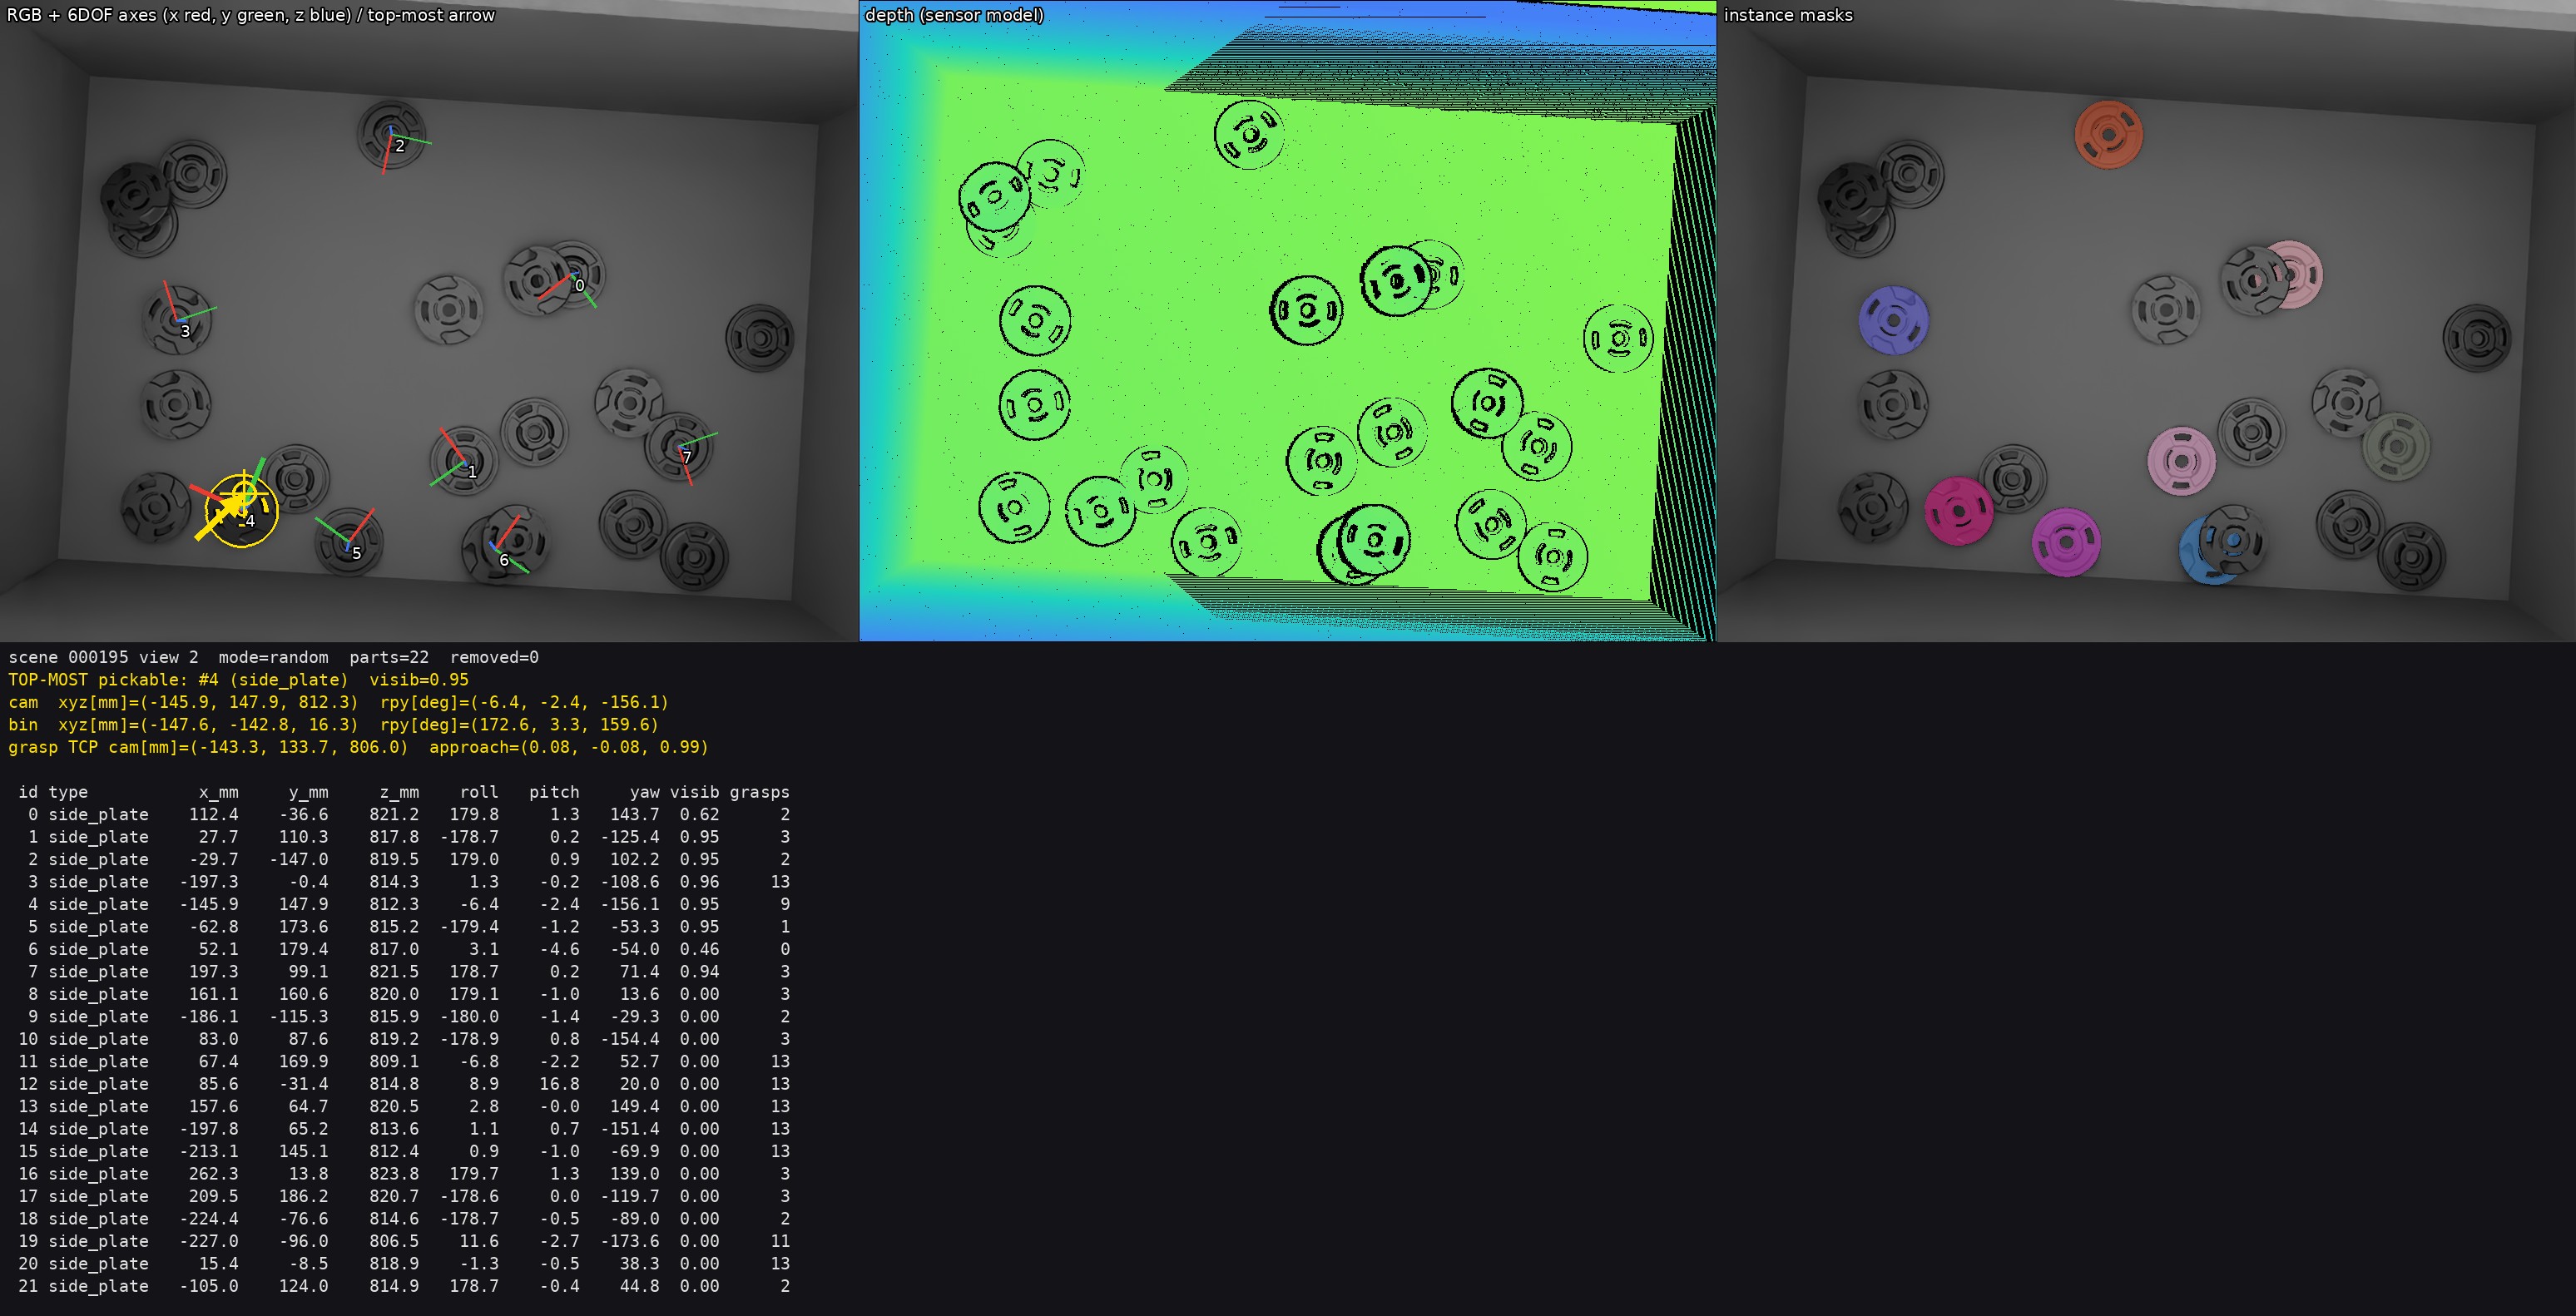 RGB + 6DOF axes (x red, y green, z blue) / top-most arrow
depth (sensor model)
instance masks
2
0
3
7
1
4
5
6
scene 000195 view 2  mode=random  parts=22  removed=0
TOP-MOST pickable: #4 (side_plate)  visib=0.95
cam  xyz[mm]=(-145.9, 147.9, 812.3)  rpy[deg]=(-6.4, -2.4, -156.1)
bin  xyz[mm]=(-147.6, -142.8, 16.3)  rpy[deg]=(172.6, 3.3, 159.6)
grasp TCP cam[mm]=(-143.3, 133.7, 806.0)  approach=(0.08, -0.08, 0.99)
id type x_mm y_mm z_mm roll pitch yaw visib grasps
0 side_plate 112.4 -36.6 821.2 179.8 1.3 143.7 0.62 2
1 side_plate 27.7 110.3 817.8 -178.7 0.2 -125.4 0.95 3
2 side_plate -29.7 -147.0 819.5 179.0 0.9 102.2 0.95 2
3 side_plate -197.3 -0.4 814.3 1.3 -0.2 -108.6 0.96 13
4 side_plate -145.9 147.9 812.3 -6.4 -2.4 -156.1 0.95 9
5 side_plate -62.8 173.6 815.2 -179.4 -1.2 -53.3 0.95 1
6 side_plate 52.1 179.4 817.0 3.1 -4.6 -54.0 0.46 0
7 side_plate 197.3 99.1 821.5 178.7 0.2 71.4 0.94 3
8 side_plate 161.1 160.6 820.0 179.1 -1.0 13.6 0.00 3
9 side_plate -186.1 -115.3 815.9 -180.0 -1.4 -29.3 0.00 2
10 side_plate 83.0 87.6 819.2 -178.9 0.8 -154.4 0.00 3
11 side_plate 67.4 169.9 809.1 -6.8 -2.2 52.7 0.00 13
12 side_plate 85.6 -31.4 814.8 8.9 16.8 20.0 0.00 13
13 side_plate 157.6 64.7 820.5 2.8 -0.0 149.4 0.00 13
14 side_plate -197.8 65.2 813.6 1.1 0.7 -151.4 0.00 13
15 side_plate -213.1 145.1 812.4 0.9 -1.0 -69.9 0.00 13
16 side_plate 262.3 13.8 823.8 179.7 1.3 139.0 0.00 3
17 side_plate 209.5 186.2 820.7 -178.6 0.0 -119.7 0.00 3
18 side_plate -224.4 -76.6 814.6 -178.7 -0.5 -89.0 0.00 2
19 side_plate -227.0 -96.0 806.5 11.6 -2.7 -173.6 0.00 11
20 side_plate 15.4 -8.5 818.9 -1.3 -0.5 38.3 0.00 13
21 side_plate -105.0 124.0 814.9 178.7 -0.4 44.8 0.00 2